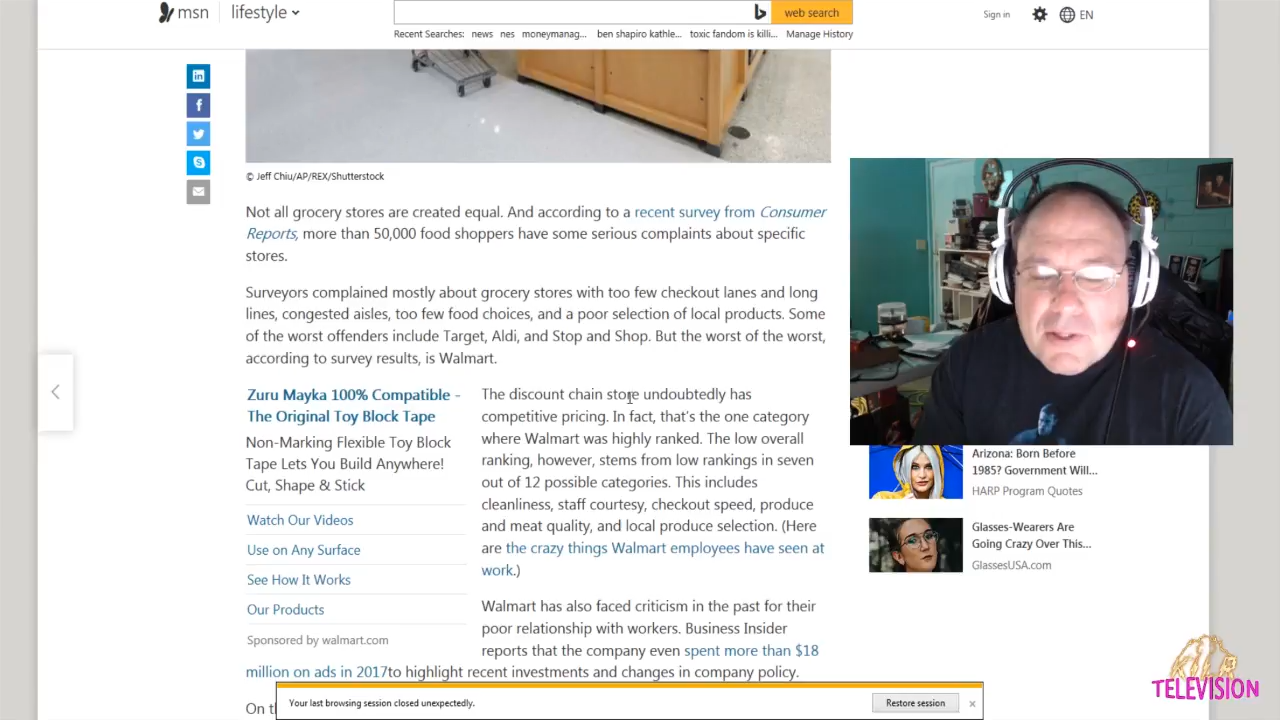 msn lifestyle web search Sign in EN
Recent Searches: news nes moneymanag... ben shapiro kathle... toxic fandom is killi... Manage History
© Jeff Chiu/AP/REX/Shutterstock
Not all grocery stores are created equal. And according to a recent survey from Consumer
Reports, more than 50,000 food shoppers have some serious complaints about specific
stores.
Surveyors complained mostly about grocery stores with too few checkout lanes and long
lines, congested aisles, too few food choices, and a poor selection of local products. Some
of the worst offenders include Target, Aldi, and Stop and Shop. But the worst of the worst,
according to survey results, is Walmart.
Zuru Mayka 100% Compatible -
The Original Toy Block Tape
Non-Marking Flexible Toy Block
Tape Lets You Build Anywhere!
Cut, Shape & Stick
Watch Our Videos
Use on Any Surface
See How It Works
Our Products
Sponsored by walmart.com
The discount chain store undoubtedly has
competitive pricing. In fact, that's the one category
where Walmart was highly ranked. The low overall
ranking, however, stems from low rankings in seven
out of 12 possible categories. This includes
cleanliness, staff courtesy, checkout speed, produce
and meat quality, and local produce selection. (Here
are the crazy things Walmart employees have seen at
work.)
Walmart has also faced criticism in the past for their
poor relationship with workers. Business Insider
reports that the company even spent more than $18
million on ads in 2017to highlight recent investments and changes in company policy.
On th
Arizona: Born Before
1985? Government Will...
HARP Program Quotes
Glasses-Wearers Are
Going Crazy Over This...
GlassesUSA.com
Your last browsing session closed unexpectedly. Restore session
TELEVISION